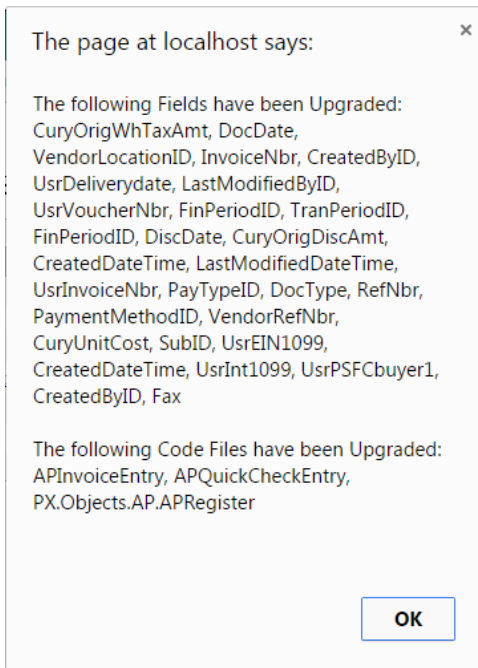 The page at localhost says:
×
The following Fields have been Upgraded:
CuryOrigWhTaxAmt, DocDate,
VendorLocationID, InvoiceNbr, CreatedByID,
UsrDeliverydate, LastModifiedByID,
UsrVoucherNbr, FinPeriodID, TranPeriodID,
FinPeriodID, DiscDate, CuryOrigDiscAmt,
CreatedDateTime, LastModifiedDateTime,
UsrInvoiceNbr, PayTypeID, DocType, RefNbr,
PaymentMethodID, VendorRefNbr,
CuryUnitCost, SubID, UsrEIN1099,
CreatedDateTime, UsrInt1099, UsrPSFCbuyer1,
CreatedByID, Fax
The following Code Files have been Upgraded:
APInvoiceEntry, APQuickCheckEntry,
PX.Objects.AP.APRegister
OK